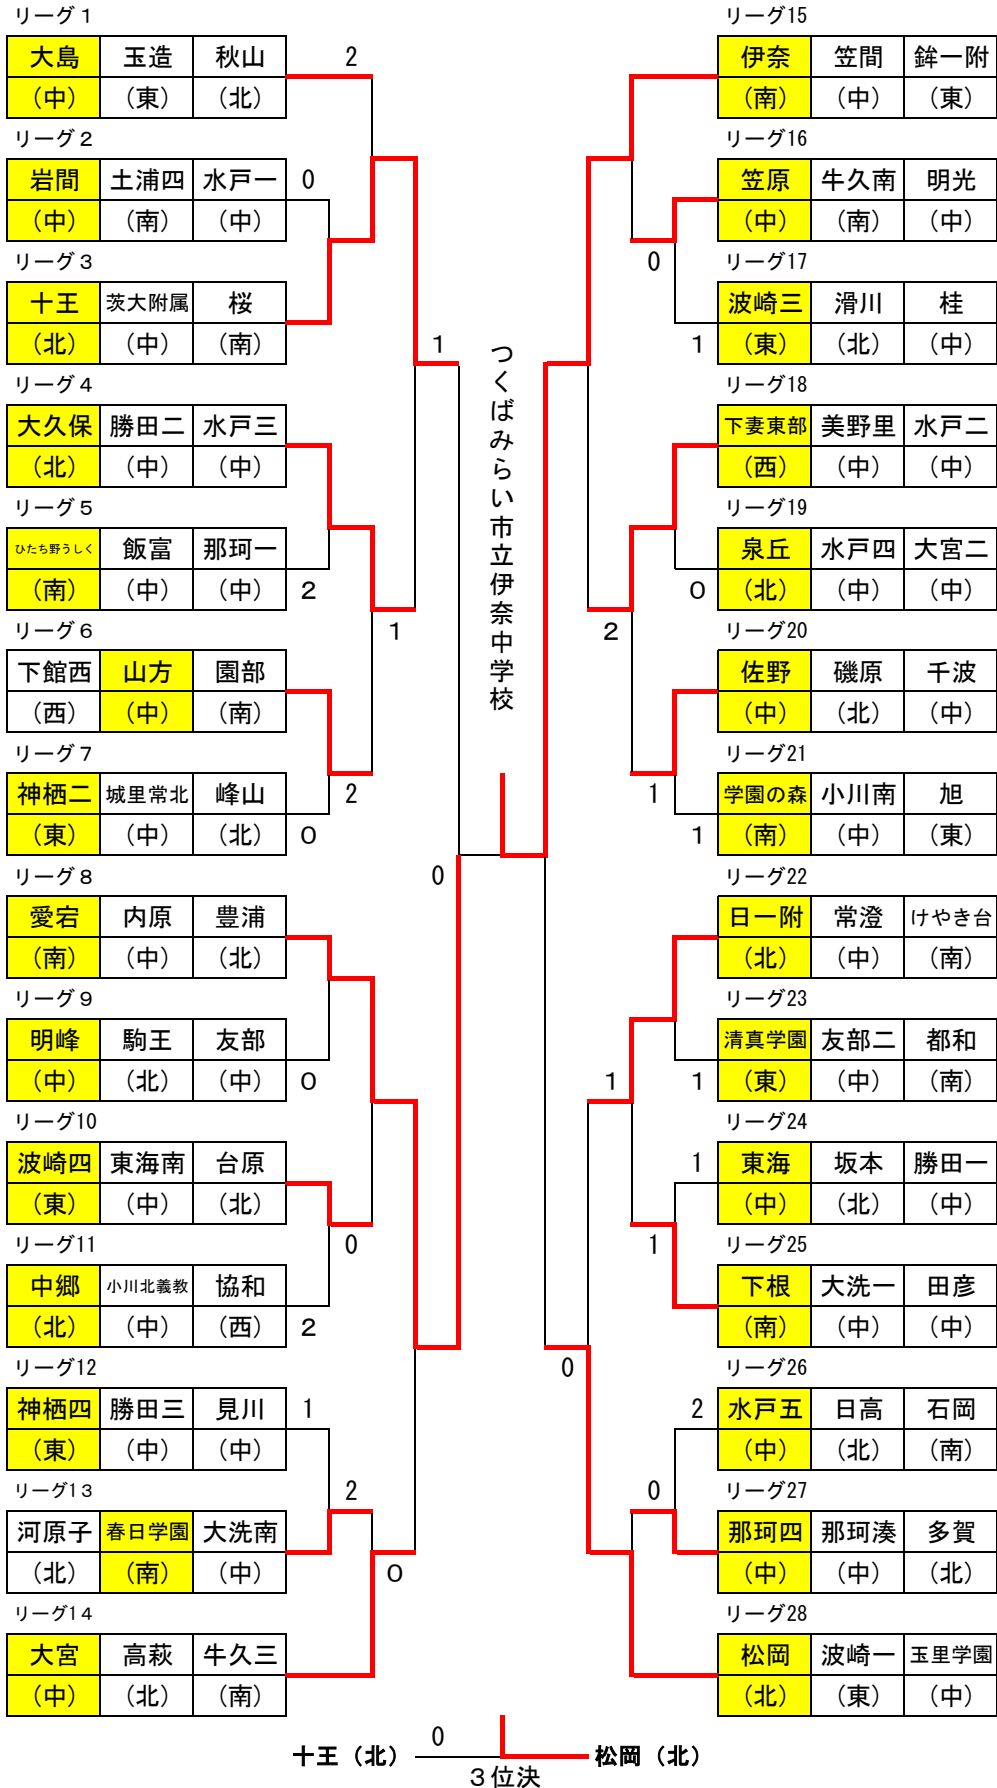 リーグ1
大島 玉造 秋山
(中) (東) (北)
2
リーグ2
岩間 土浦四 水戸一
(中) (南) (中)
0
リーグ3
十王 茨大附属 桜
(北) (中) (南)
1
リーグ4
大久保 勝田二 水戸三
(北) (中) (中)
リーグ5
ひたち野うしく 飯富 那珂一
(南) (中) (中)
2
1
リーグ6
下館西 山方 園部
(西) (中) (南)
リーグ7
神栖二 城里常北 峰山
(東) (中) (北)
2
0
リーグ8
愛宕 内原 豊浦
(南) (中) (北)
0
リーグ9
明峰 駒王 友部
(中) (北) (中)
0
リーグ10
波崎四 東海南 台原
(東) (中) (北)
0
リーグ11
中郷 小川北義教 協和
(北) (中) (西)
2
リーグ12
神栖四 勝田三 見川
(東) (中) (中)
1
リーグ13
河原子 春日学園 大洗南
(北) (南) (中)
2
0
リーグ14
大宮 高萩 牛久三
(中) (北) (南)
つくばみらい市立伊奈中学校
リーグ15
伊奈 笠間 鉾一附
(南) (中) (東)
リーグ16
笠原 牛久南 明光
(中) (南) (中)
0
リーグ17
波崎三 滑川 桂
(東) (北) (中)
1
リーグ18
下妻東部 美野里 水戸二
(西) (中) (中)
リーグ19
泉丘 水戸四 大宮二
(北) (中) (中)
0
2
リーグ20
佐野 磯原 千波
(中) (北) (中)
1
リーグ21
学園の森 小川南 旭
(南) (中) (東)
1
リーグ22
日一附 常澄 けやき台
(北) (中) (南)
リーグ23
清真学園 友部二 都和
(東) (中) (南)
1
1
リーグ24
東海 坂本 勝田一
(中) (北) (中)
1
1
リーグ25
下根 大洗一 田彦
(南) (中) (中)
0
リーグ26
水戸五 日高 石岡
(中) (北) (南)
2
0
リーグ27
那珂四 那珂湊 多賀
(中) (中) (北)
リーグ28
松岡 波崎一 玉里学園
(北) (東) (中)
十王(北) 0 松岡(北)
3位決